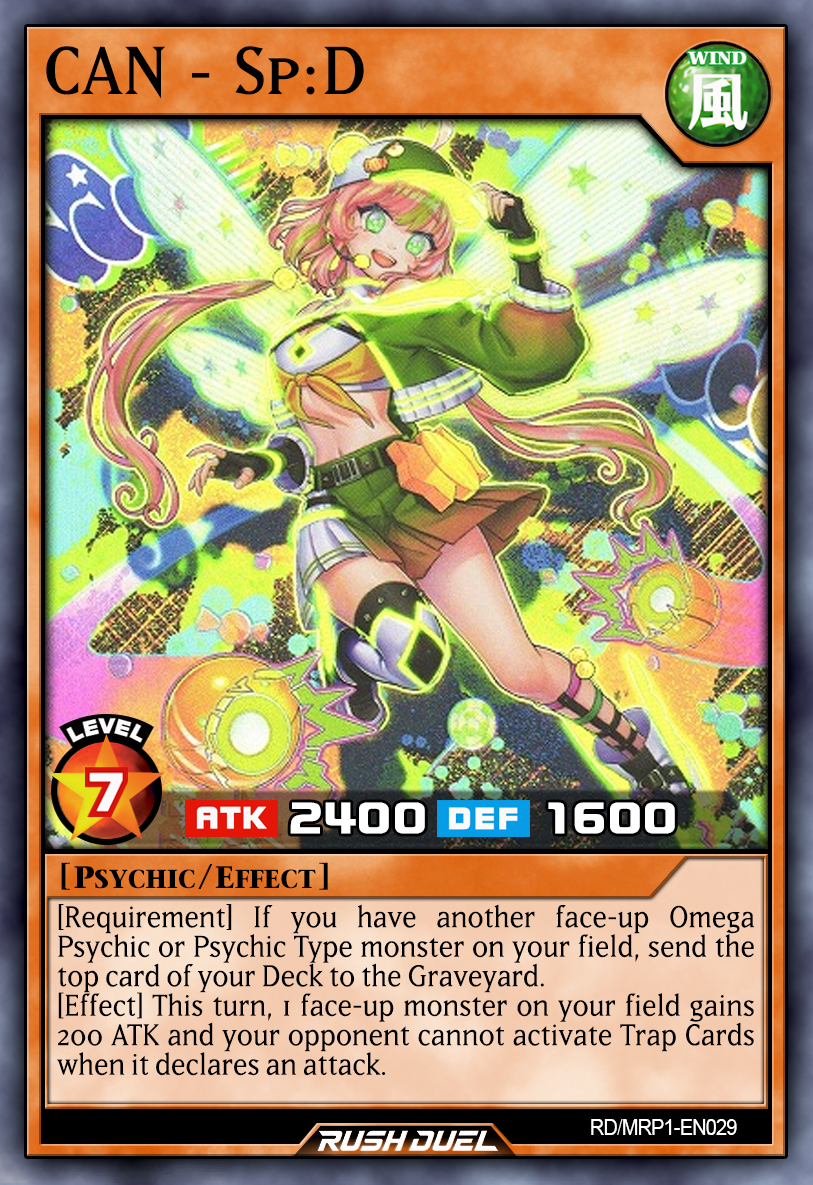 CAN - Sp:D
WIND
風
LEVEL
7
ATK 2400 DEF 1600
[Psychic/Effect]
[Requirement] If you have another face-up Omega
Psychic or Psychic Type monster on your field, send the
top card of your Deck to the Graveyard.
[Effect] This turn, 1 face-up monster on your field gains
200 ATK and your opponent cannot activate Trap Cards
when it declares an attack.
RD/MRP1-EN029
RUSH DUEL